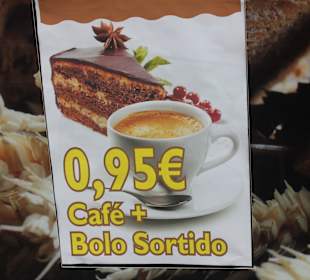 0,95€
Café +
Bolo Sortido